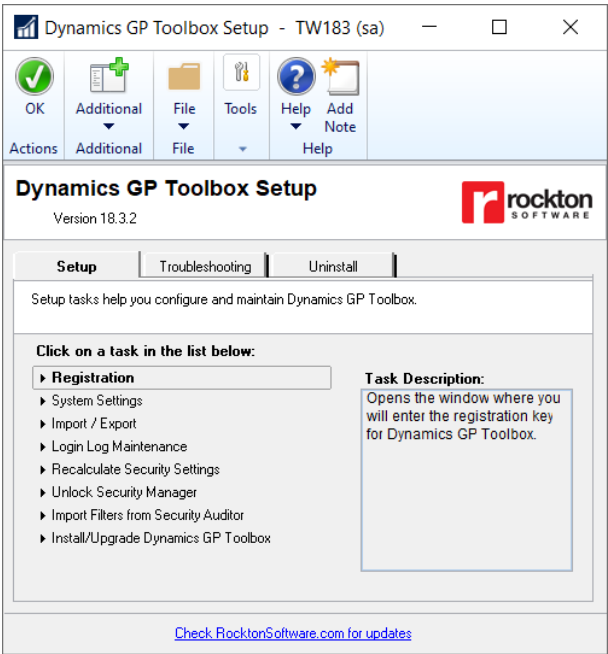 Dynamics GP Toolbox Setup - TW183 (sa)
OK
Additional
File
Tools
Help
Add
Note
Actions
Additional
File
Help
Dynamics GP Toolbox Setup
Version 18.3.2
rockton
SOFTWARE
Setup
Troubleshooting
Uninstall
Setup tasks help you configure and maintain Dynamics GP Toolbox.
Click on a task in the list below:
Registration
System Settings
Import / Export
Login Log Maintenance
Recalculate Security Settings
Unlock Security Manager
Import Filters from Security Auditor
Install/Upgrade Dynamics GP Toolbox
Task Description:
Opens the window where you
will enter the registration key
for Dynamics GP Toolbox.
Check RocktonSoftware.com for updates